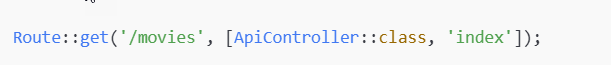 Route::get('/movies', [ApiController::class, 'index']);